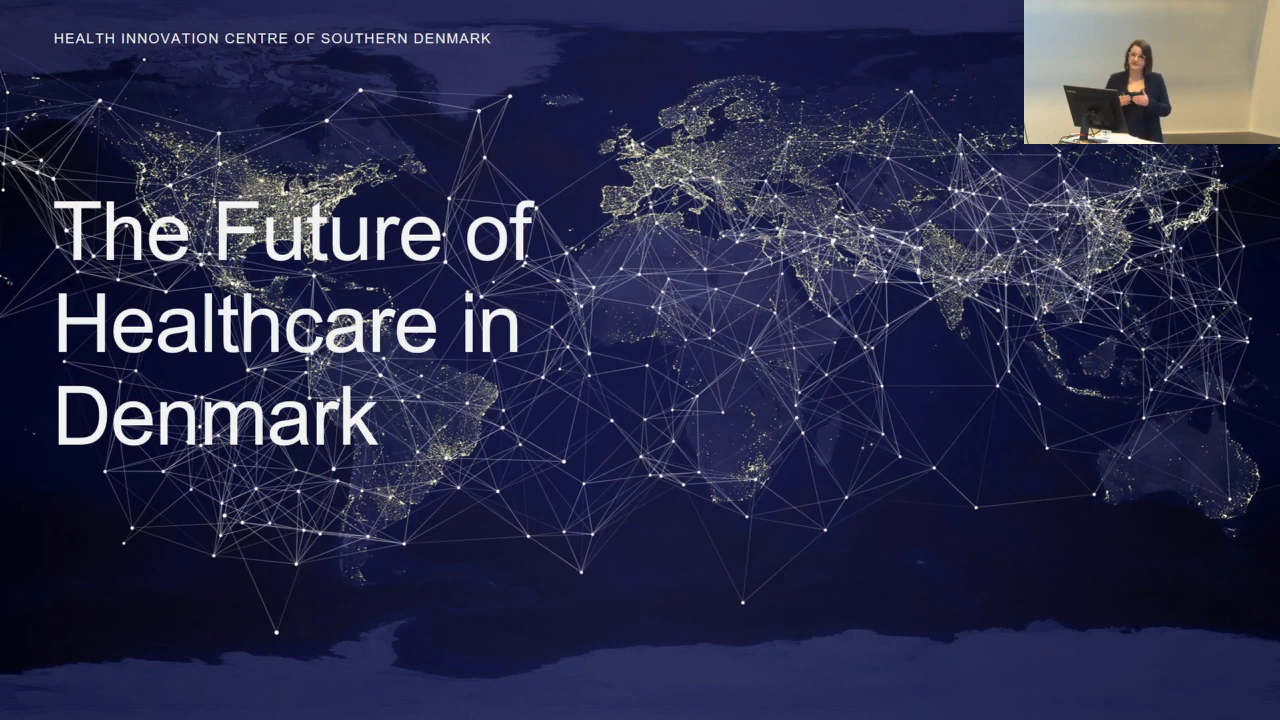 HEALTH INNOVATION CENTRE OF SOUTHERN DENMARK
The Future of
Healthcare in
Denmark